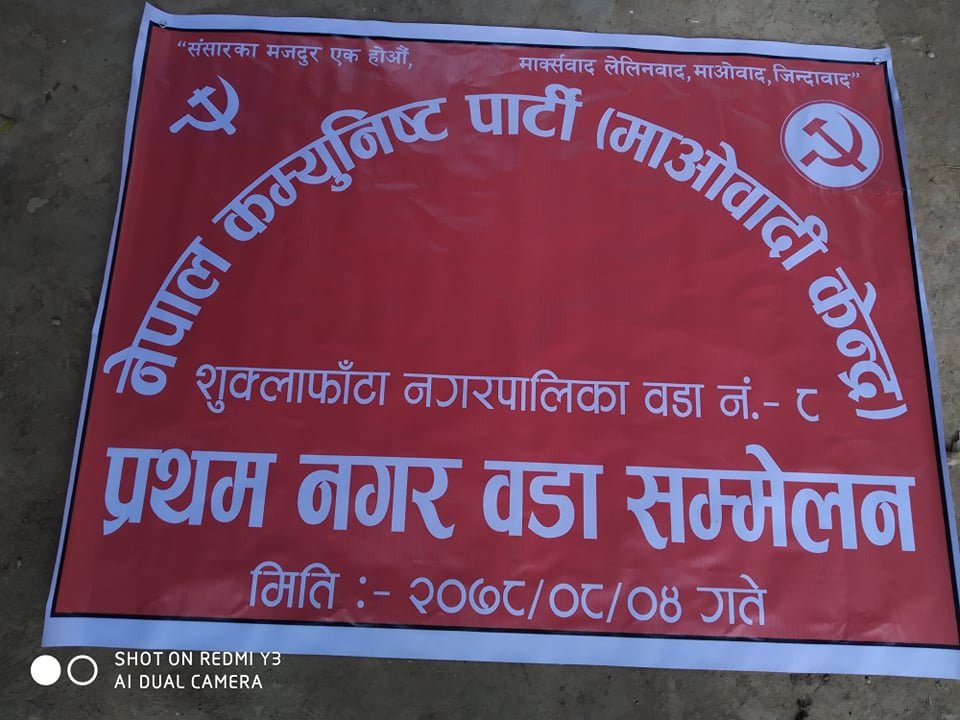 “संसारका मजदुर एक होऔं,
मार्क्सवाद लेलिनवाद, माओवाद, जिन्दावाद”
नेपाल कम्युनिष्ट पार्टी (माओवादी केन्द्र)
शुक्लाफाँटा नगरपालिका वडा नं.- ८
प्रथम नगर वडा सम्मेलन
मिति :- २०७८/०८/०४ गते
SHOT ON REDMI Y3
AI DUAL CAMERA